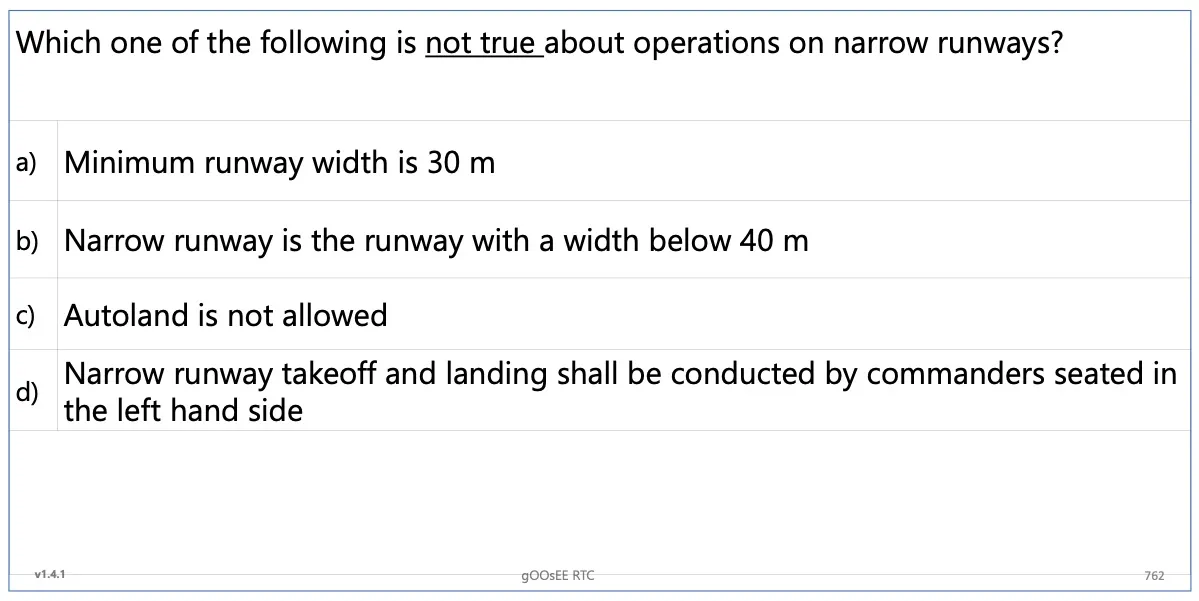 Which one of the following is not true about operations on narrow runways?
a) Minimum runway width is 30 m
b) Narrow runway is the runway with a width below 40 m
c) Autoland is not allowed
d) Narrow runway takeoff and landing shall be conducted by commanders seated in
the left hand side
v1.4.1 gOOsEE RTC 762